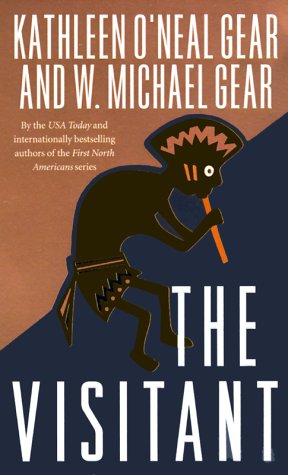 KATHLEEN O'NEAL GEAR
AND W. MICHAEL GEAR
By the USA Today and
internationally bestselling
authors of the First North
Americans series
THE
VISITANT